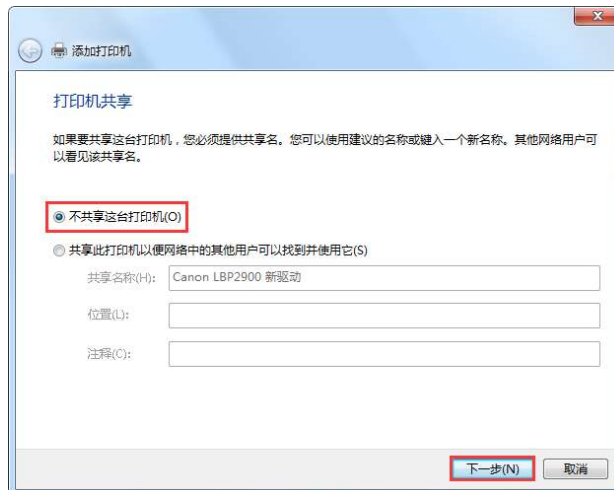 添加打印机
打印机共享
如果要共享这台打印机，您必须提供共享名。您可以使用建议的名称或键入一个新名称。其他网络用户可
以看见该共享名。
不共享这台打印机(O)
共享此打印机以便网络中的其他用户可以找到并使用它(S)
共享名称(H): Canon LBP2900 新驱动
位置(L):
注释(C):
下一步(N) 取消